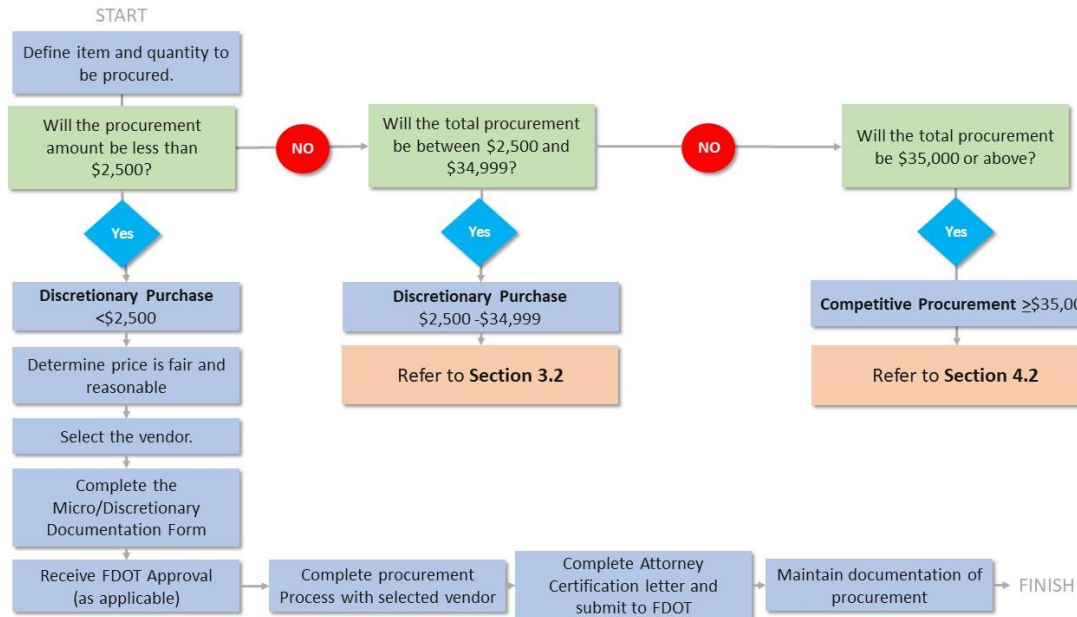 START
Define item and quantity to
be procured.
Will the procurement
amount be less than
$2,500?
NO
Will the total procurement
be between $2,500 and
$34,999?
NO
Will the total procurement
be $35,000 or above?
Yes
Yes
Yes
Discretionary Purchase
<$2,500
Discretionary Purchase
$2,500 -$34,999
Competitive Procurement ≥$35,00
Determine price is fair and
reasonable
Refer to Section 3.2
Refer to Section 4.2
Select the vendor.
Complete the
Micro/Discretionary
Documentation Form
Receive FDOT Approval
(as applicable)
Complete procurement
Process with selected vendor
Complete Attorney
Certification letter and
submit to FDOT
Maintain documentation of
procurement
FINISH